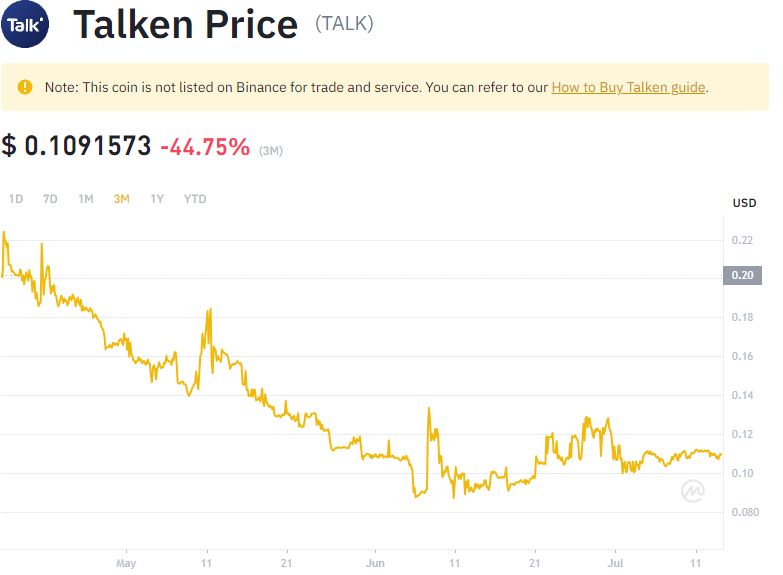 Talk
Talken Price (TALK)
Note: This coin is not listed on Binance for trade and service. You can refer to our How to Buy Talken guide.
$ 0.1091573 -44.75% (3M)
1D 7D 1M 3M 1Y YTD
USD
0.22
0.20
0.18
0.16
0.14
0.12
0.10
0.080
May 11 21 Jun 11 21 Jul 11